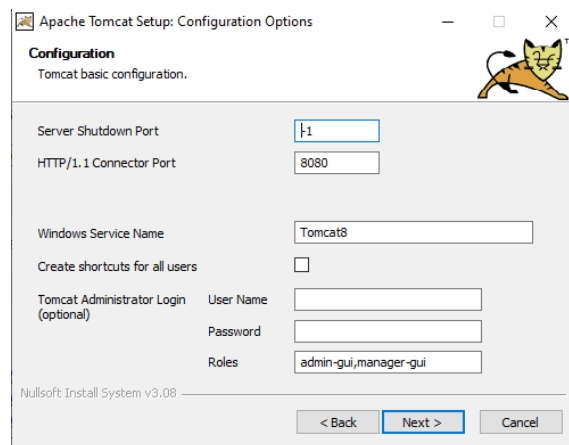 Apache Tomcat Setup: Configuration Options
Configuration
Tomcat basic configuration.
TM
Server Shutdown Port
-1
HTTP/1.1 Connector Port
8080
Windows Service Name
Tomcat8
Create shortcuts for all users
Tomcat Administrator Login
(optional)
User Name
Password
Roles
admin-gui,manager-gui
Nullsoft Install System v3.08
< Back
Next >
Cancel